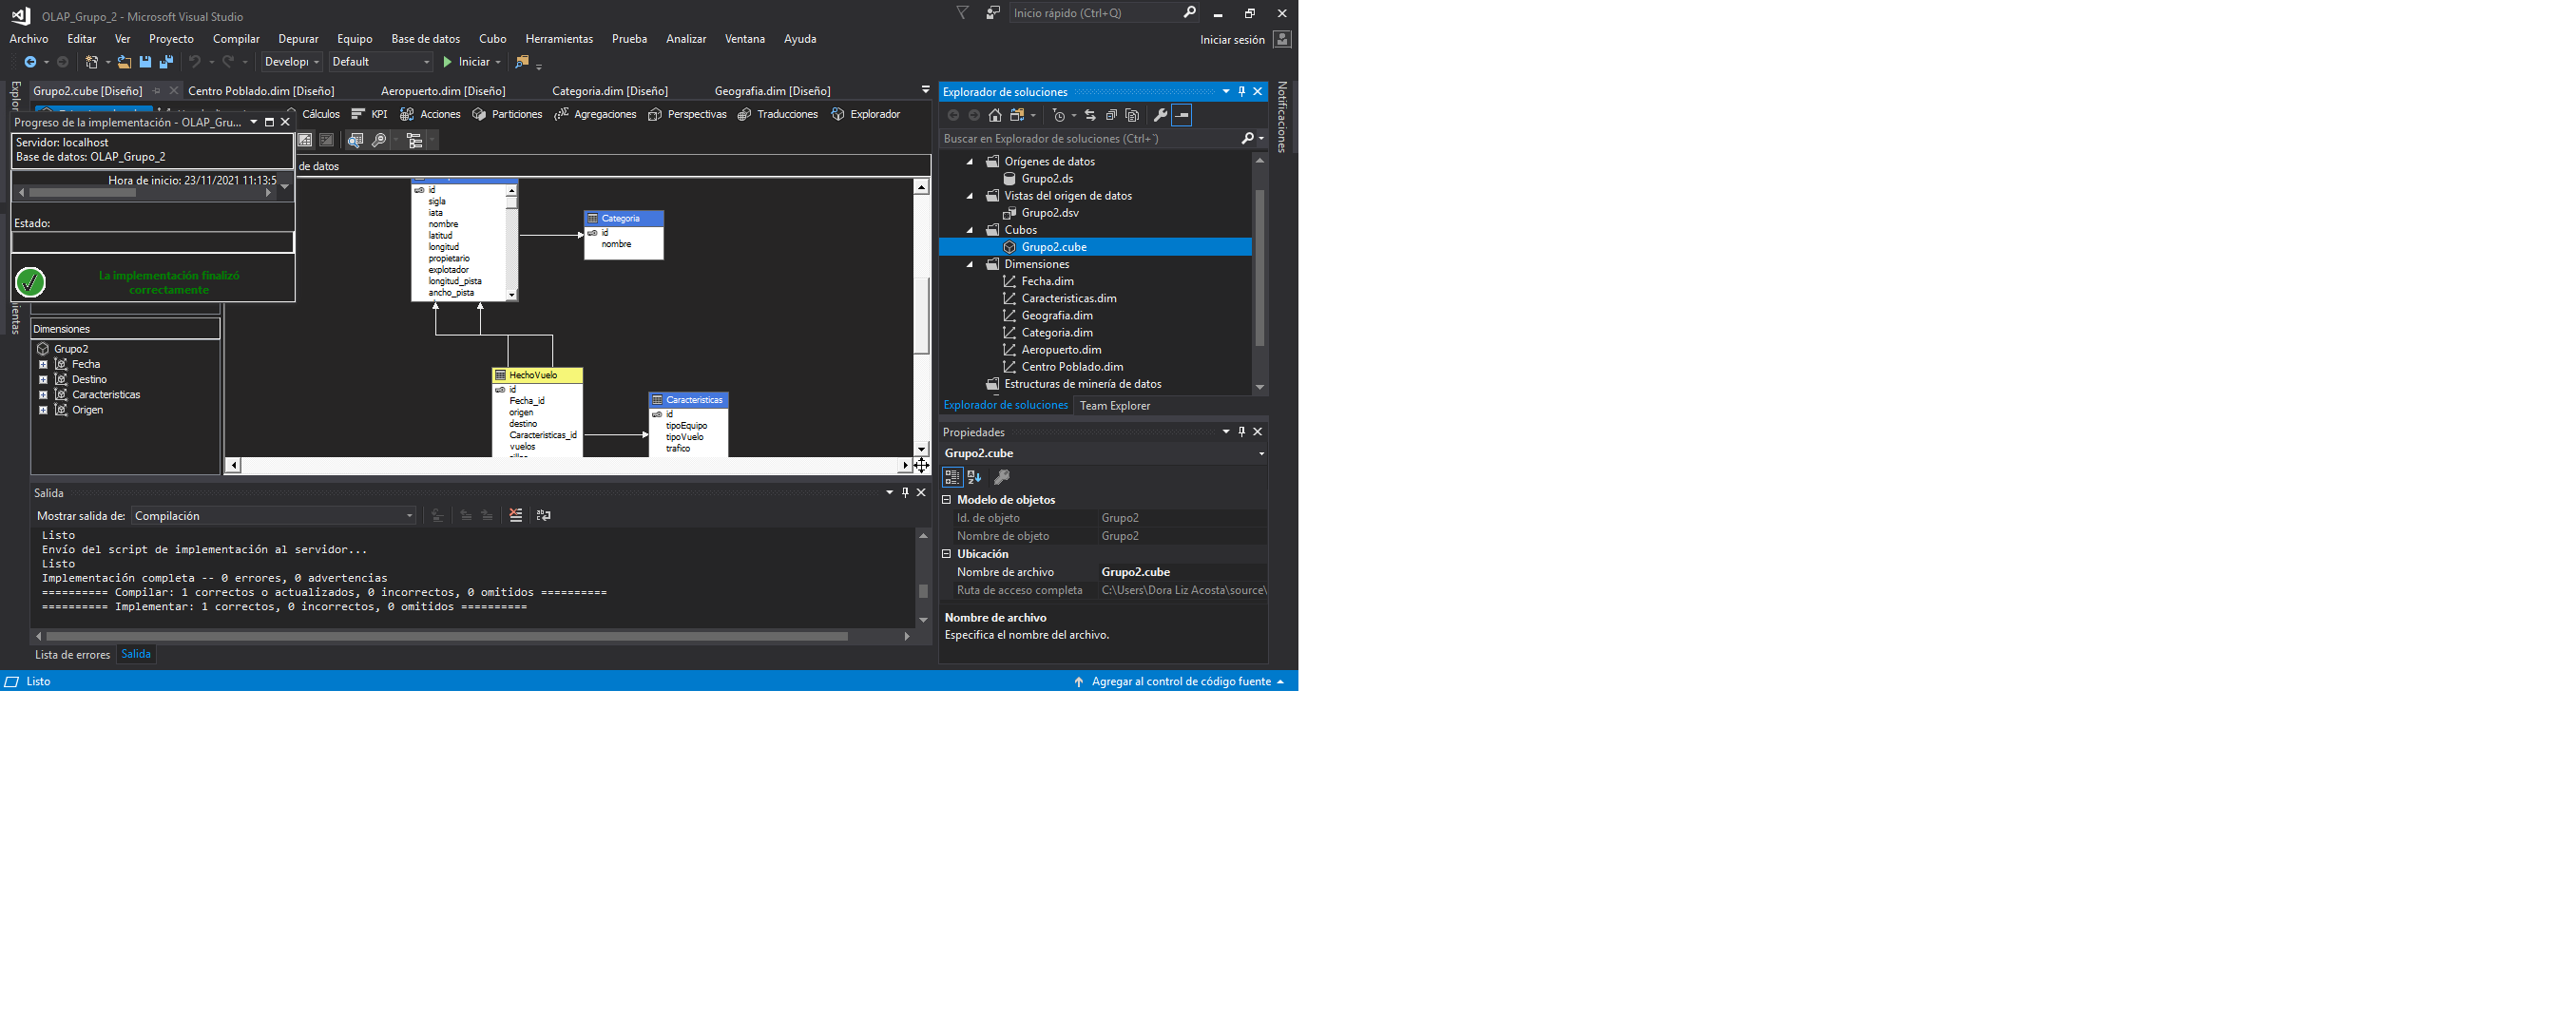 OLAP_Grupo_2 - Microsoft Visual Studio
Inicio rápido (Ctrl+Q)
Archivo Editar Ver Proyecto Compilar Depurar Equipo Base de datos Cubo Herramientas Prueba Analizar Ventana Ayuda
Iniciar sesión
Develop Default Iniciar
Grupo2.cube [Diseño] Centro Poblado.dim [Diseño] Aeropuerto.dim [Diseño] Categoria.dim [Diseño] Geografia.dim [Diseño]
Cálculos KPI Acciones Particiones Agregaciones Perspectivas Traducciones Explorador
Progreso de la implementación - OLAP_Gru...
Servidor: localhost
Base de datos: OLAP_Grupo_2
Hora de inicio: 23/11/2021 11:13:5
Estado:
La implementación finalizó
correctamente
de datos
id
sigla
iata
nombre
latitud
longitud
propietario
explotador
longitud_pista
ancho_pista
Categoria
id
nombre
HechoVuelo
id
Fecha_id
origen
destino
Caracteristicas_id
vuelos
Caracteristicas
id
tipoEquipo
tipoVuelo
trafico
Dimensiones
Grupo2
Fecha
Destino
Caracteristicas
Origen
Salida
Mostrar salida de: Compilación
Listo
Envío del script de implementación al servidor...
Listo
Implementación completa -- 0 errores, 0 advertencias
========== Compilar: 1 correctos o actualizados, 0 incorrectos, 0 omitidos ==========
========== Implementar: 1 correctos, 0 incorrectos, 0 omitidos ==========
Lista de errores Salida
Explorador de soluciones
Buscar en Explorador de soluciones (Ctrl+´)
Orígenes de datos
Grupo2.ds
Vistas del origen de datos
Grupo2.dsv
Cubos
Grupo2.cube
Dimensiones
Fecha.dim
Caracteristicas.dim
Geografia.dim
Categoria.dim
Aeropuerto.dim
Centro Poblado.dim
Estructuras de minería de datos
Explorador de soluciones Team Explorer
Propiedades
Grupo2.cube
Modelo de objetos
Id. de objeto Grupo2
Nombre de objeto Grupo2
Ubicación
Nombre de archivo Grupo2.cube
Ruta de acceso completa C:\Users\Dora Liz Acosta\source\
Nombre de archivo
Especifica el nombre del archivo.
Notificaciones
Listo
Agregar al control de código fuente